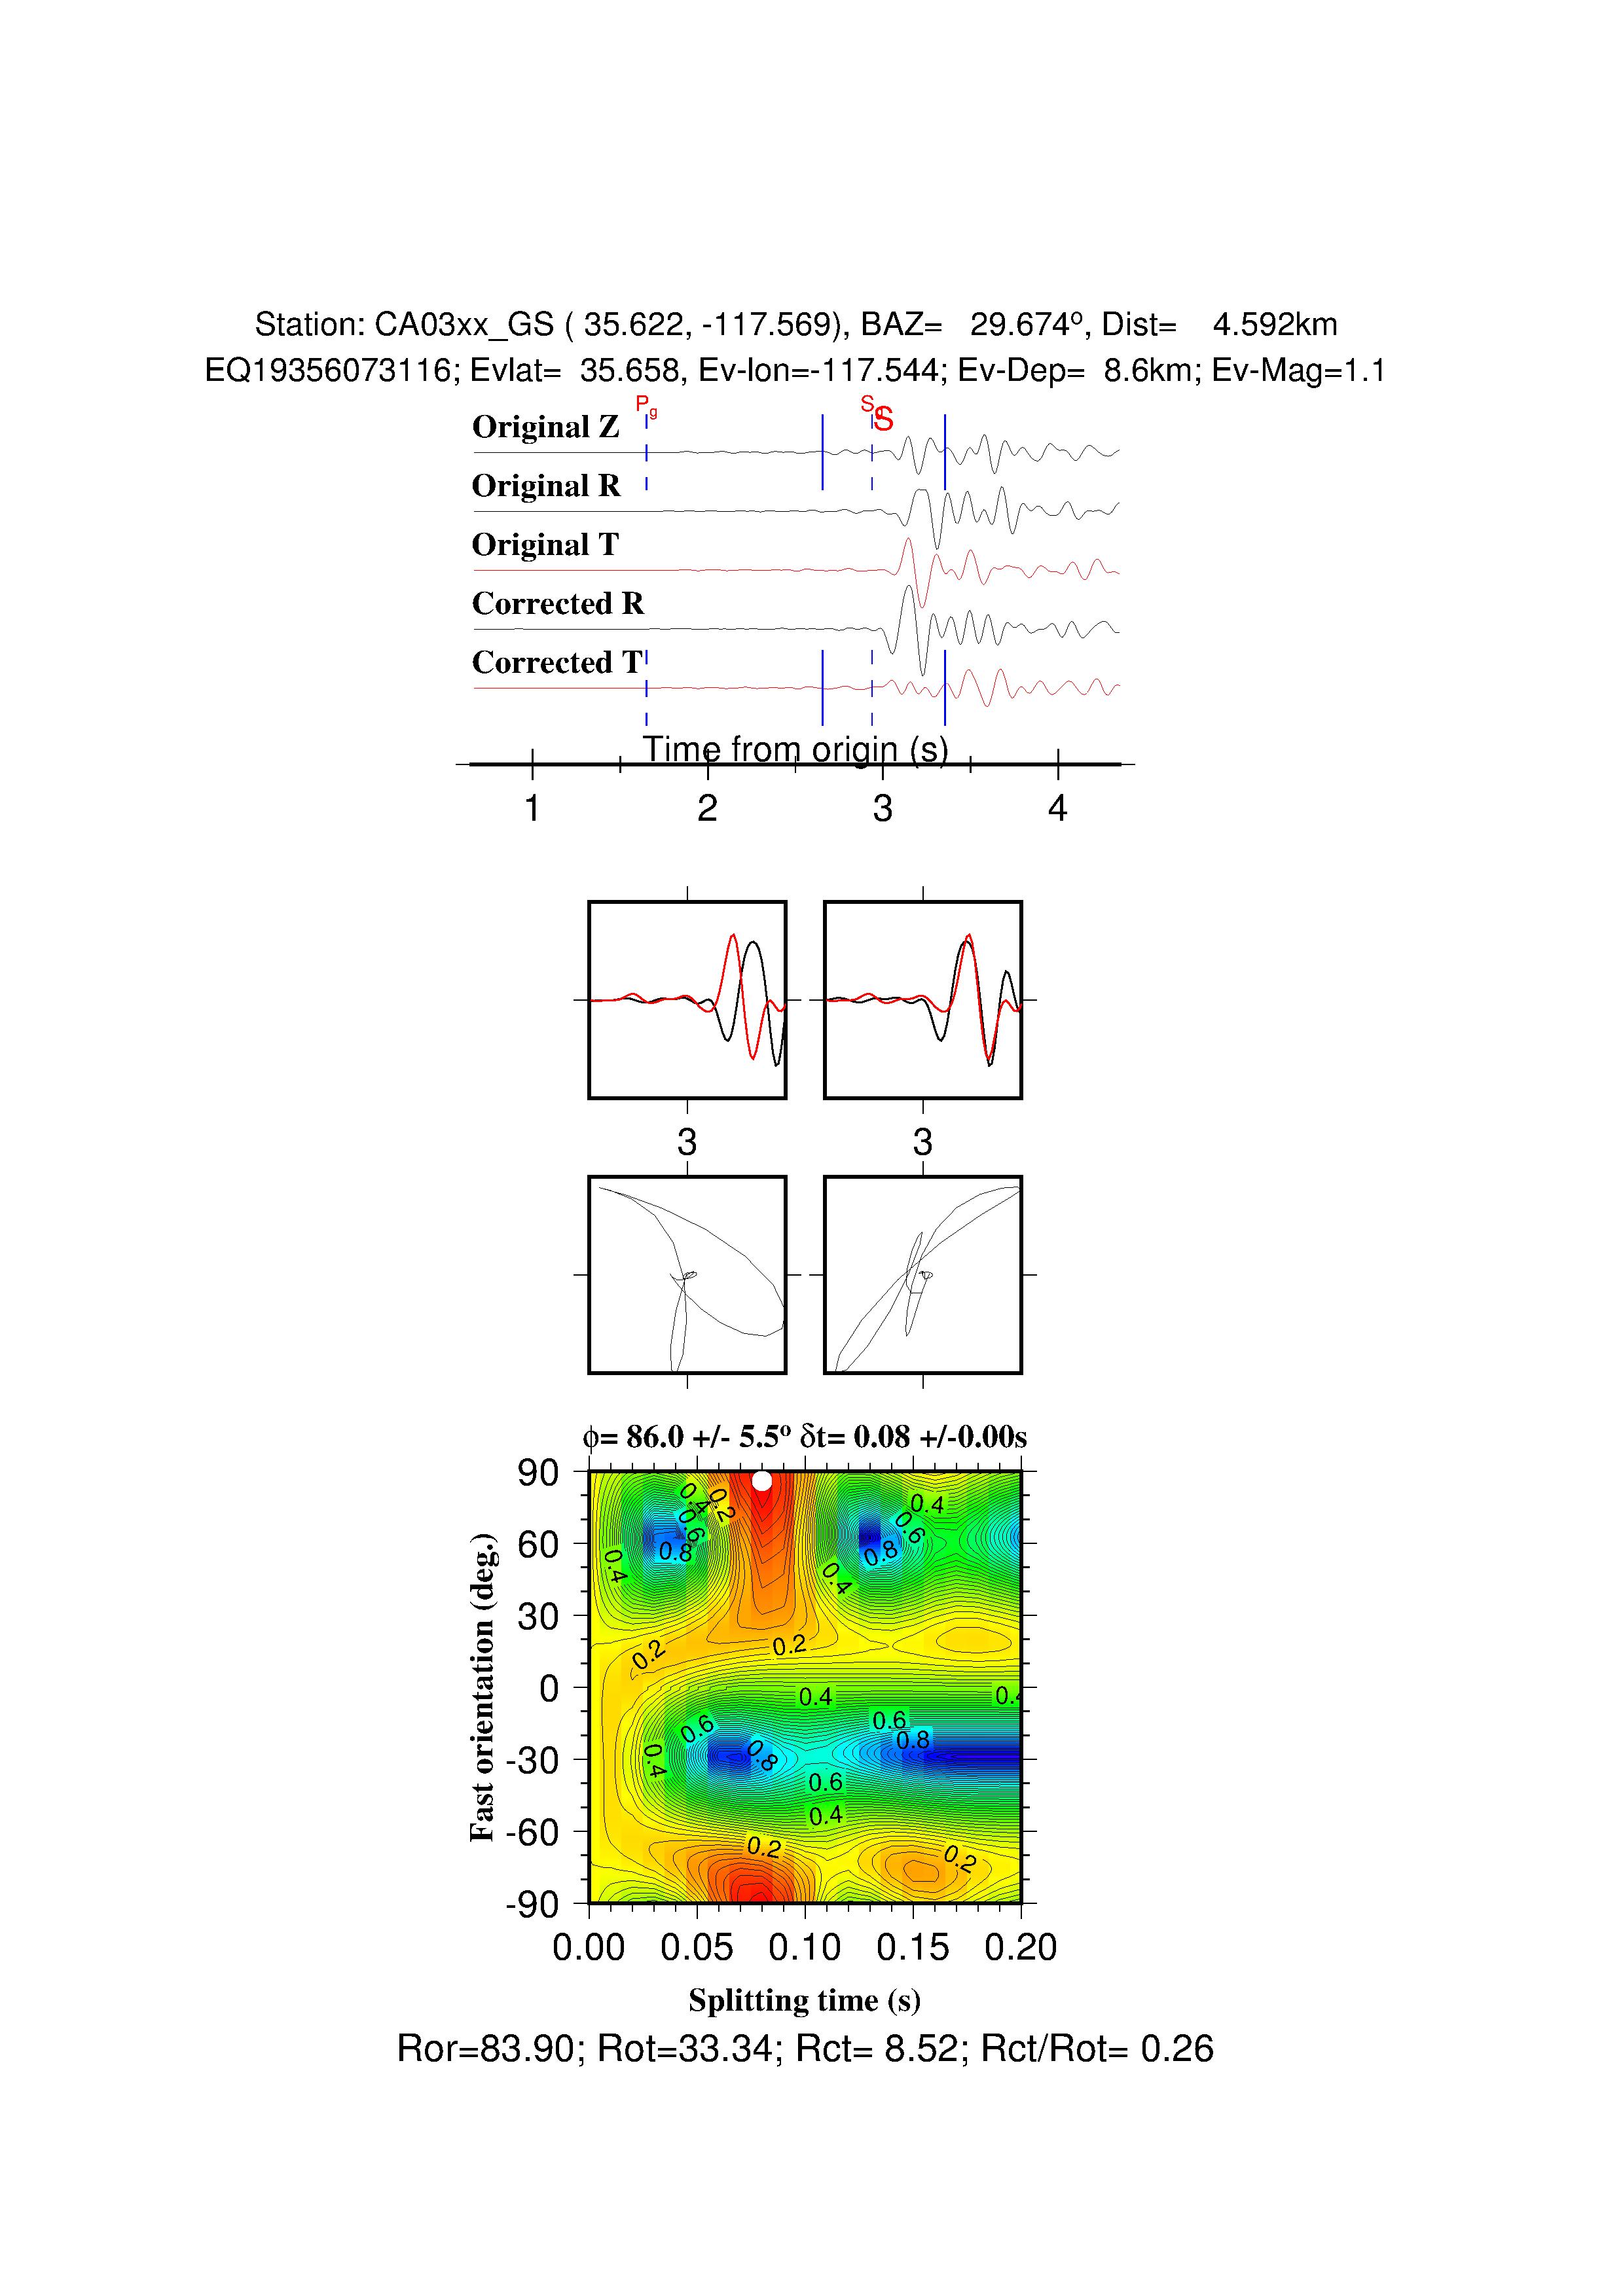 Station: CA03xx_GS ( 35.622, -117.569), BAZ= 29.674º, Dist= 4.592km
EQ19356073116; Evlat= 35.658, Ev-lon=-117.544; Ev-Dep= 8.6km; Ev-Mag=1.1
Pg S S
Original Z
Original R
Original T
Corrected R
Corrected T
Time from origin (s)
1 2 3 4
3 3
ϕ= 86.0 +/- 5.5º δt= 0.08 +/-0.00s
Fast orientation (deg.)
90
60
30
0
-30
-60
-90
0.4 0.2 0.4
0.6 0.6
0.8 0.8
0.4 0.4
0.2 0.2
0.4 0.4
0.6 0.6
0.8 0.8
0.4
0.6
0.4
0.2 0.2
0.00 0.05 0.10 0.15 0.20
Splitting time (s)
Ror=83.90; Rot=33.34; Rct= 8.52; Rct/Rot= 0.26